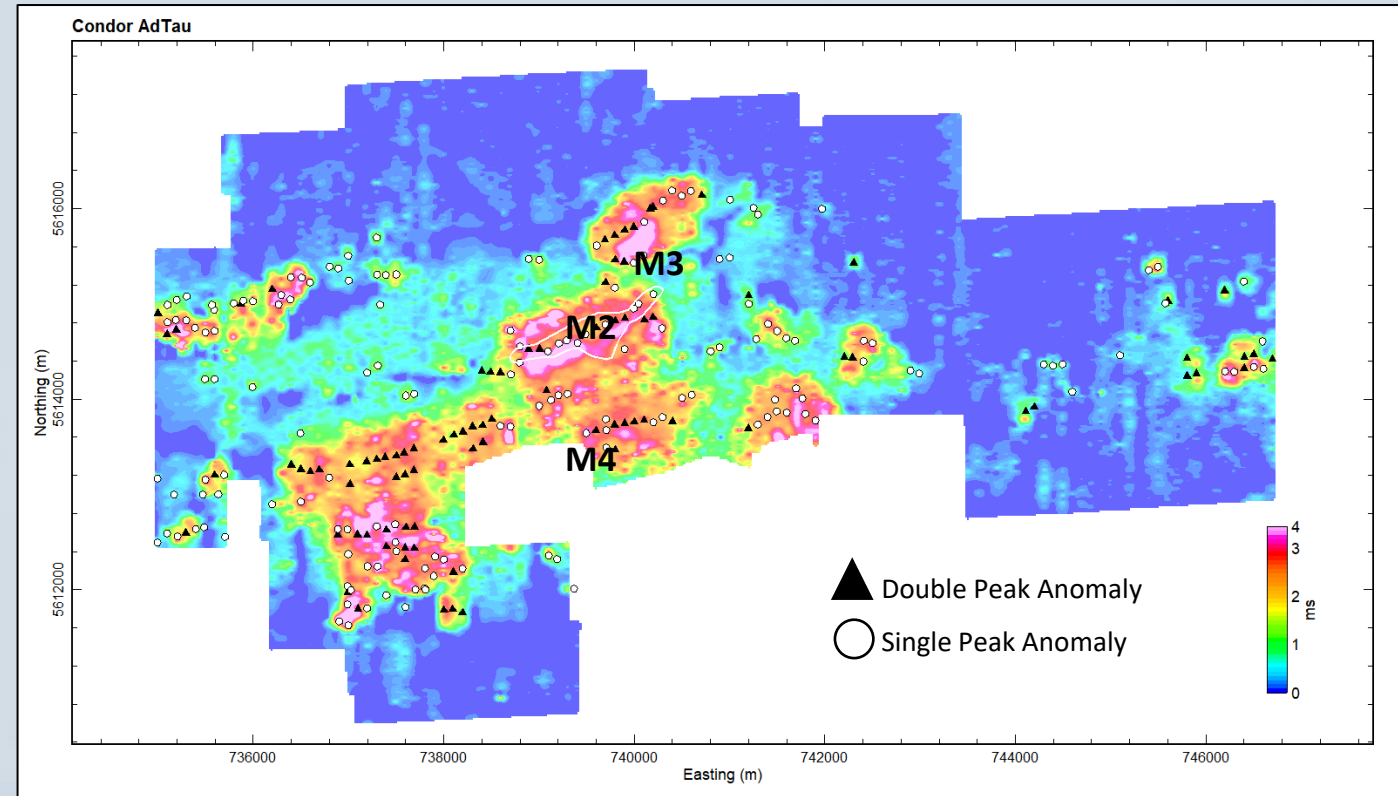 Condor AdTau
5616000
5614000
5612000
Northing (m)
M3
M2
M4
Double Peak Anomaly
Single Peak Anomaly
4
3
2
1
0
ms
736000
738000
740000
742000
744000
746000
Easting (m)